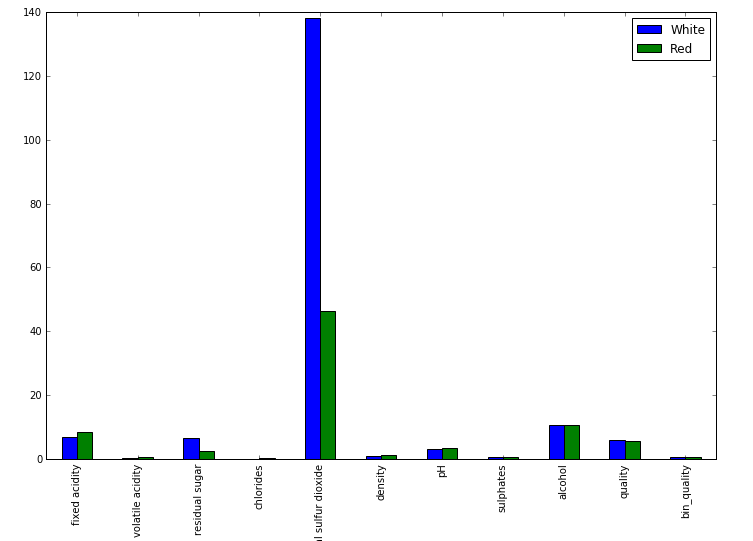 140
120
100
80
60
40
20
0
White
Red
fixed acidity
volatile acidity
residual sugar
chlorides
al sulfur dioxide
density
pH
sulphates
alcohol
quality
bin_quality